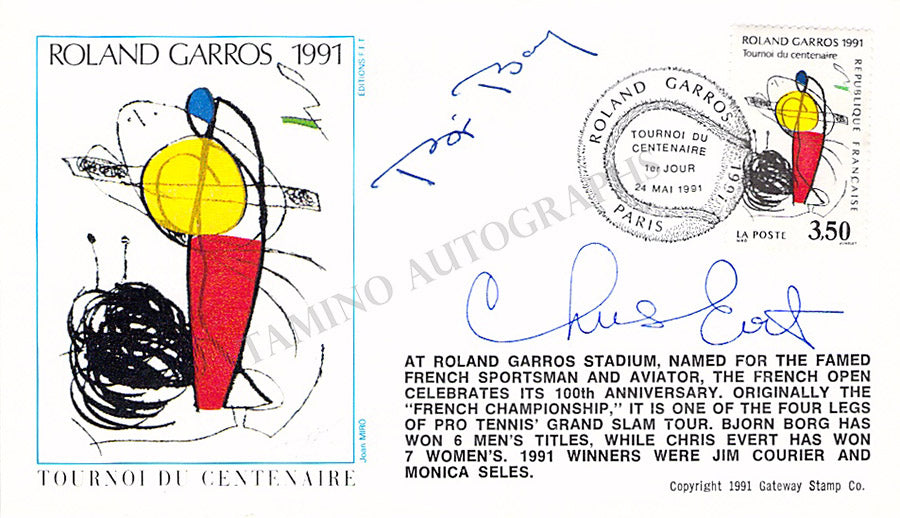 ROLAND GARROS 1991
EDITIONS F.F.T.
Joan MIRÓ
TOURNOI DU CENTENAIRE
ROLAND GARROS 1991
TOURNOI DU
CENTENAIRE
1er JOUR
24 MAI 1991
PARIS
ROLAND GARROS 1991
Tournoi du centenaire
REPUBLIQUE FRANÇAISE
LA POSTE 3,50
MIRÓ
TAMINO AUTOGRAPHS
Chris Evert
AT ROLAND GARROS STADIUM, NAMED FOR THE FAMED
FRENCH SPORTSMAN AND AVIATOR, THE FRENCH OPEN
CELEBRATES ITS 100th ANNIVERSARY. ORIGINALLY THE
"FRENCH CHAMPIONSHIP," IT IS ONE OF THE FOUR LEGS
OF PRO TENNIS' GRAND SLAM TOUR. BJORN BORG HAS
WON 6 MEN'S TITLES, WHILE CHRIS EVERT HAS WON
7 WOMEN'S. 1991 WINNERS WERE JIM COURIER AND
MONICA SELES.
Copyright 1991 Gateway Stamp Co.